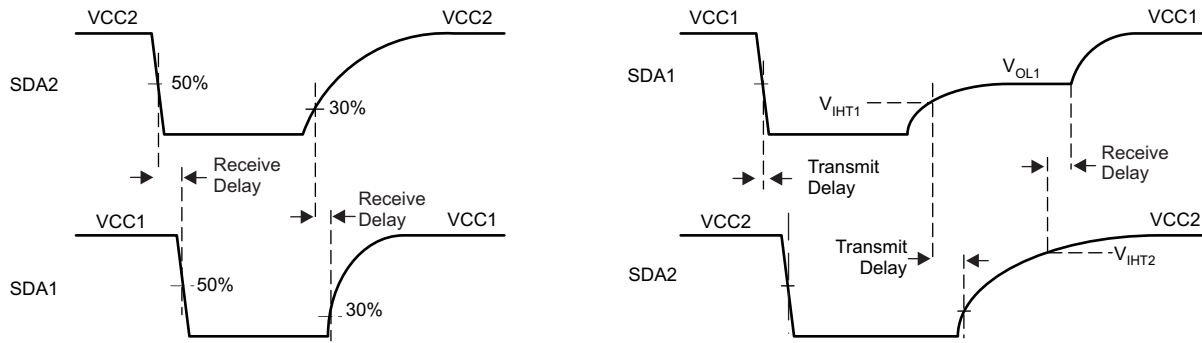 VCC2
VCC2
SDA2
50%
30%
Receive
Delay
Receive
Delay
VCC1
VCC1
SDA1
50%
30%
VCC1
VCC1
SDA1
VIHT1
VOL1
Transmit
Delay
Receive
Delay
VCC2
VCC2
Transmit
Delay
VIHT2
SDA2